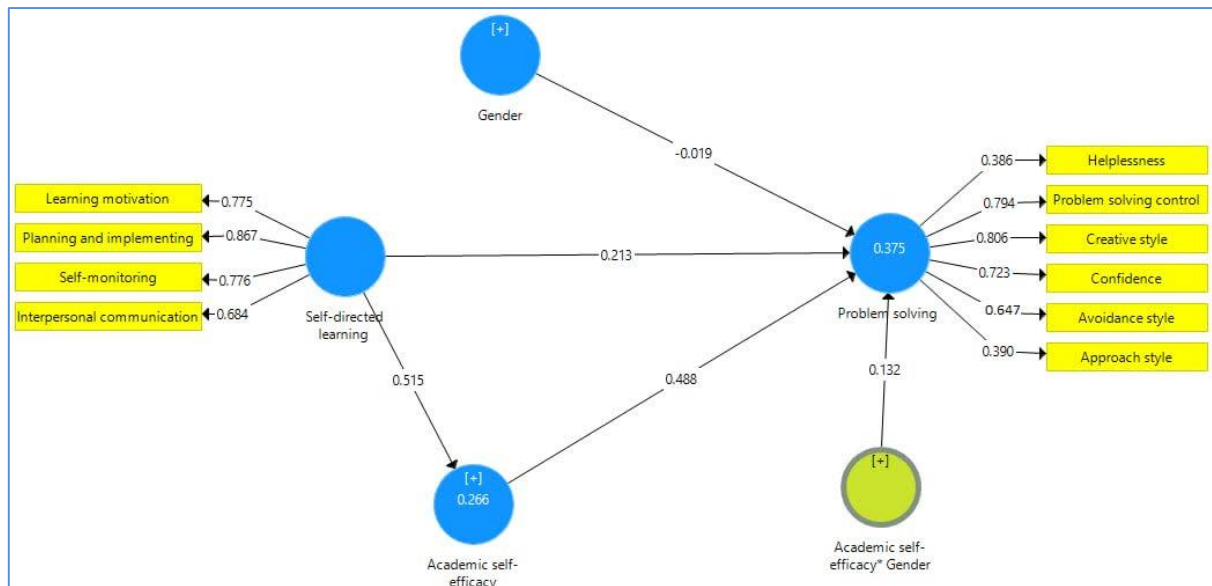 [+]
Gender
-0.019
Learning motivation
0.775
Planning and implementing
0.867
Self-monitoring
0.776
Interpersonal communication
0.684
Self-directed
learning
0.213
0.515
0.488
[+]
0.266
Academic self-
efficacy
0.375
Problem solving
0.386
Helplessness
0.794
Problem solving control
0.806
Creative style
0.723
Confidence
0.647
Avoidance style
0.390
Approach style
0.132
[+]
Academic self-
efficacy* Gender